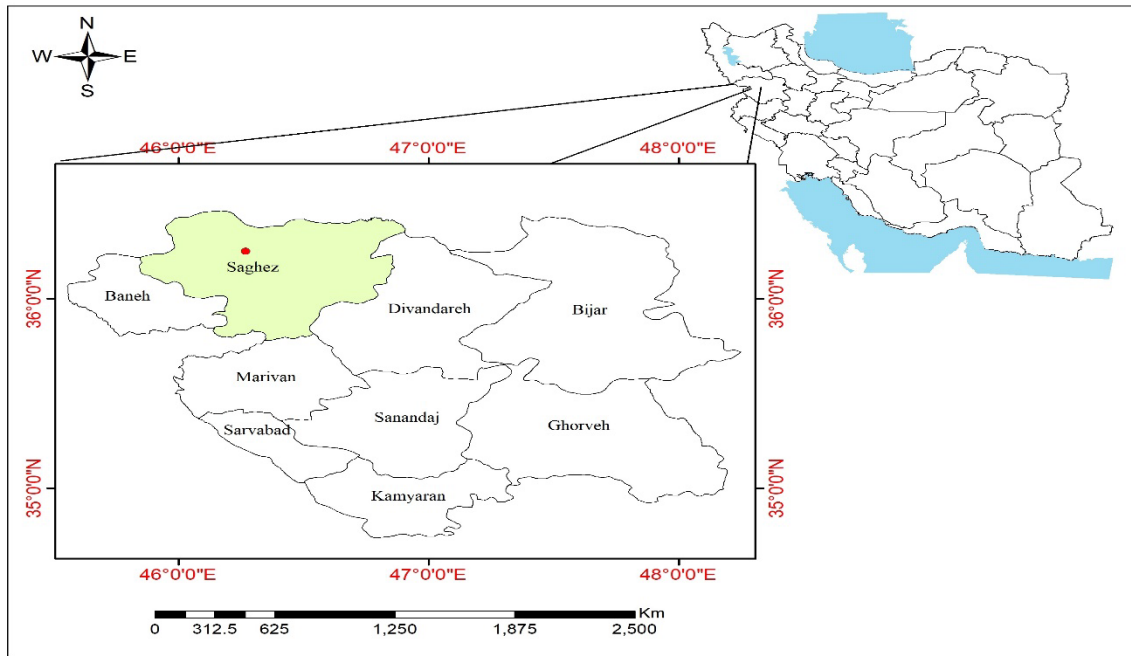 N
W E
S
46°0'0"E 47°0'0"E 48°0'0"E
36°0'0"N
36°0'0"N
Saghez
Baneh
Divandareh
Bijar
Marivan
Sanandaj
Sarvabad
Ghorveh
Kamyaran
35°0'0"N
35°0'0"N
46°0'0"E 47°0'0"E 48°0'0"E
Km
0 312.5 625 1,250 1,875 2,500